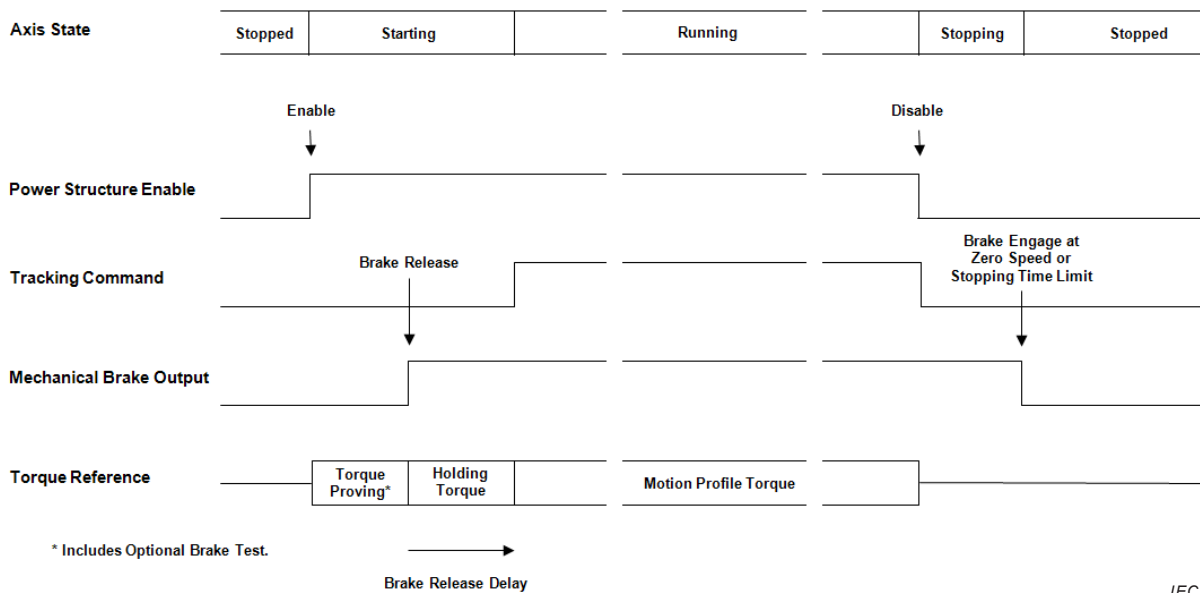 Axis State
Stopped
Starting
Running
Stopping
Stopped
Enable
Disable
Power Structure Enable
Brake Engage at
Zero Speed or
Stopping Time Limit
Brake Release
Tracking Command
Mechanical Brake Output
Torque Reference
Torque
Proving*
Holding
Torque
Motion Profile Torque
* Includes Optional Brake Test.
Brake Release Delay
IEC